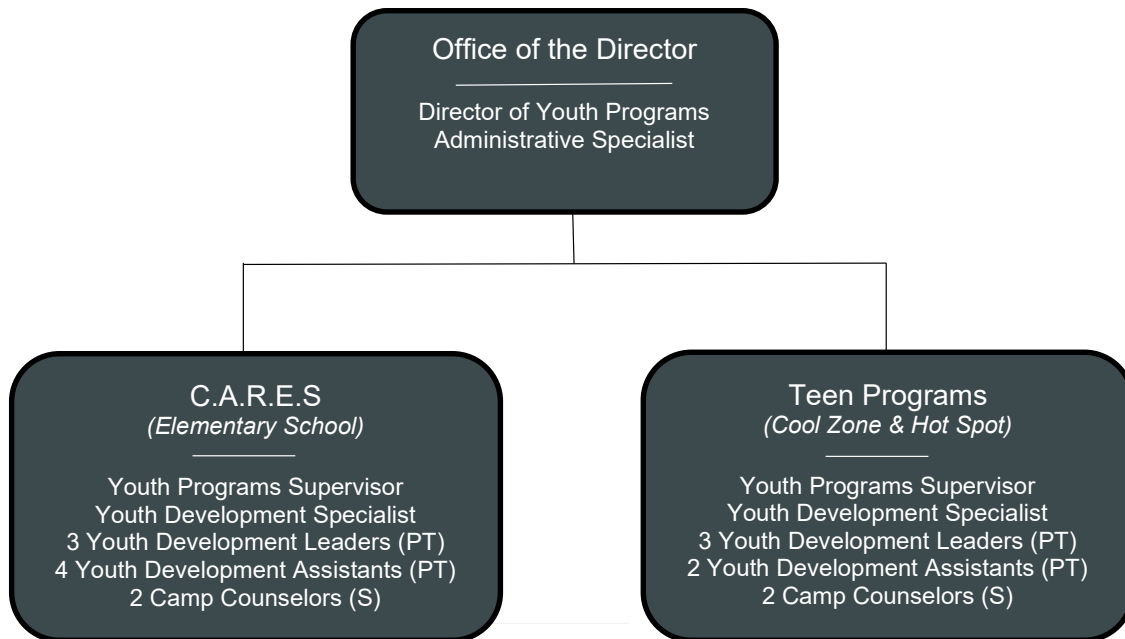 Office of the Director
Director of Youth Programs
Administrative Specialist
C.A.R.E.S
(Elementary School)
Youth Programs Supervisor
Youth Development Specialist
3 Youth Development Leaders (PT)
4 Youth Development Assistants (PT)
2 Camp Counselors (S)
Teen Programs
(Cool Zone & Hot Spot)
Youth Programs Supervisor
Youth Development Specialist
3 Youth Development Leaders (PT)
2 Youth Development Assistants (PT)
2 Camp Counselors (S)